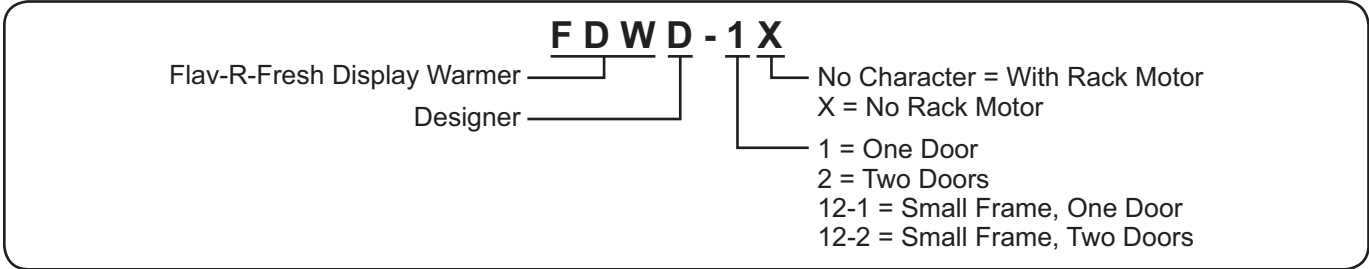 F D W D - 1 X
Flav-R-Fresh Display Warmer
Designer
No Character = With Rack Motor
X = No Rack Motor
1 = One Door
2 = Two Doors
12-1 = Small Frame, One Door
12-2 = Small Frame, Two Doors